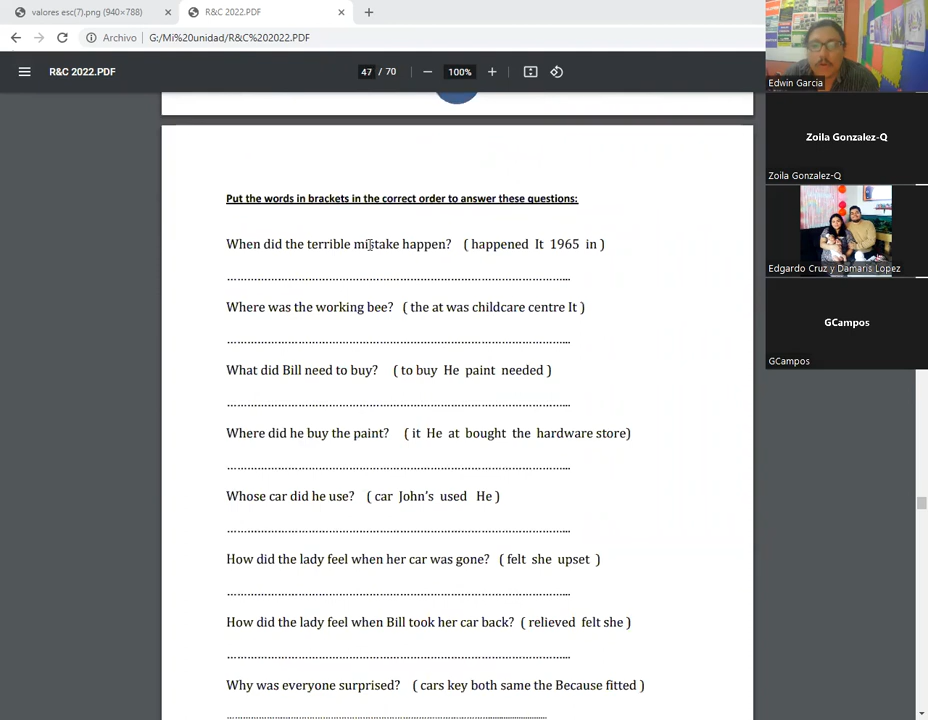 valores esc(7).png (940×788)
R&C 2022.PDF
Archivo
G:/Mi%20unidad/R&C%202022.PDF
R&C 2022.PDF
47 / 70
100%
Put the words in brackets in the correct order to answer these questions:
When did the terrible mistake happen? ( happened It 1965 in )
………………………………………………………………………………………...
Where was the working bee? ( the at was childcare centre It )
………………………………………………………………………………………...
What did Bill need to buy? ( to buy He paint needed )
………………………………………………………………………………………...
Where did he buy the paint? ( it He at bought the hardware store)
………………………………………………………………………………………...
Whose car did he use? ( car John's used He )
………………………………………………………………………………………...
How did the lady feel when her car was gone? ( felt she upset )
………………………………………………………………………………………...
How did the lady feel when Bill took her car back? ( relieved felt she )
………………………………………………………………………………………...
Why was everyone surprised? ( cars key both same the Because fitted )
………………………………………………………………………………………...
Edwin Garcia
Zoila Gonzalez-Q
Zoila Gonzalez-Q
Edgardo Cruz y Damaris Lopez
GCampos
GCampos